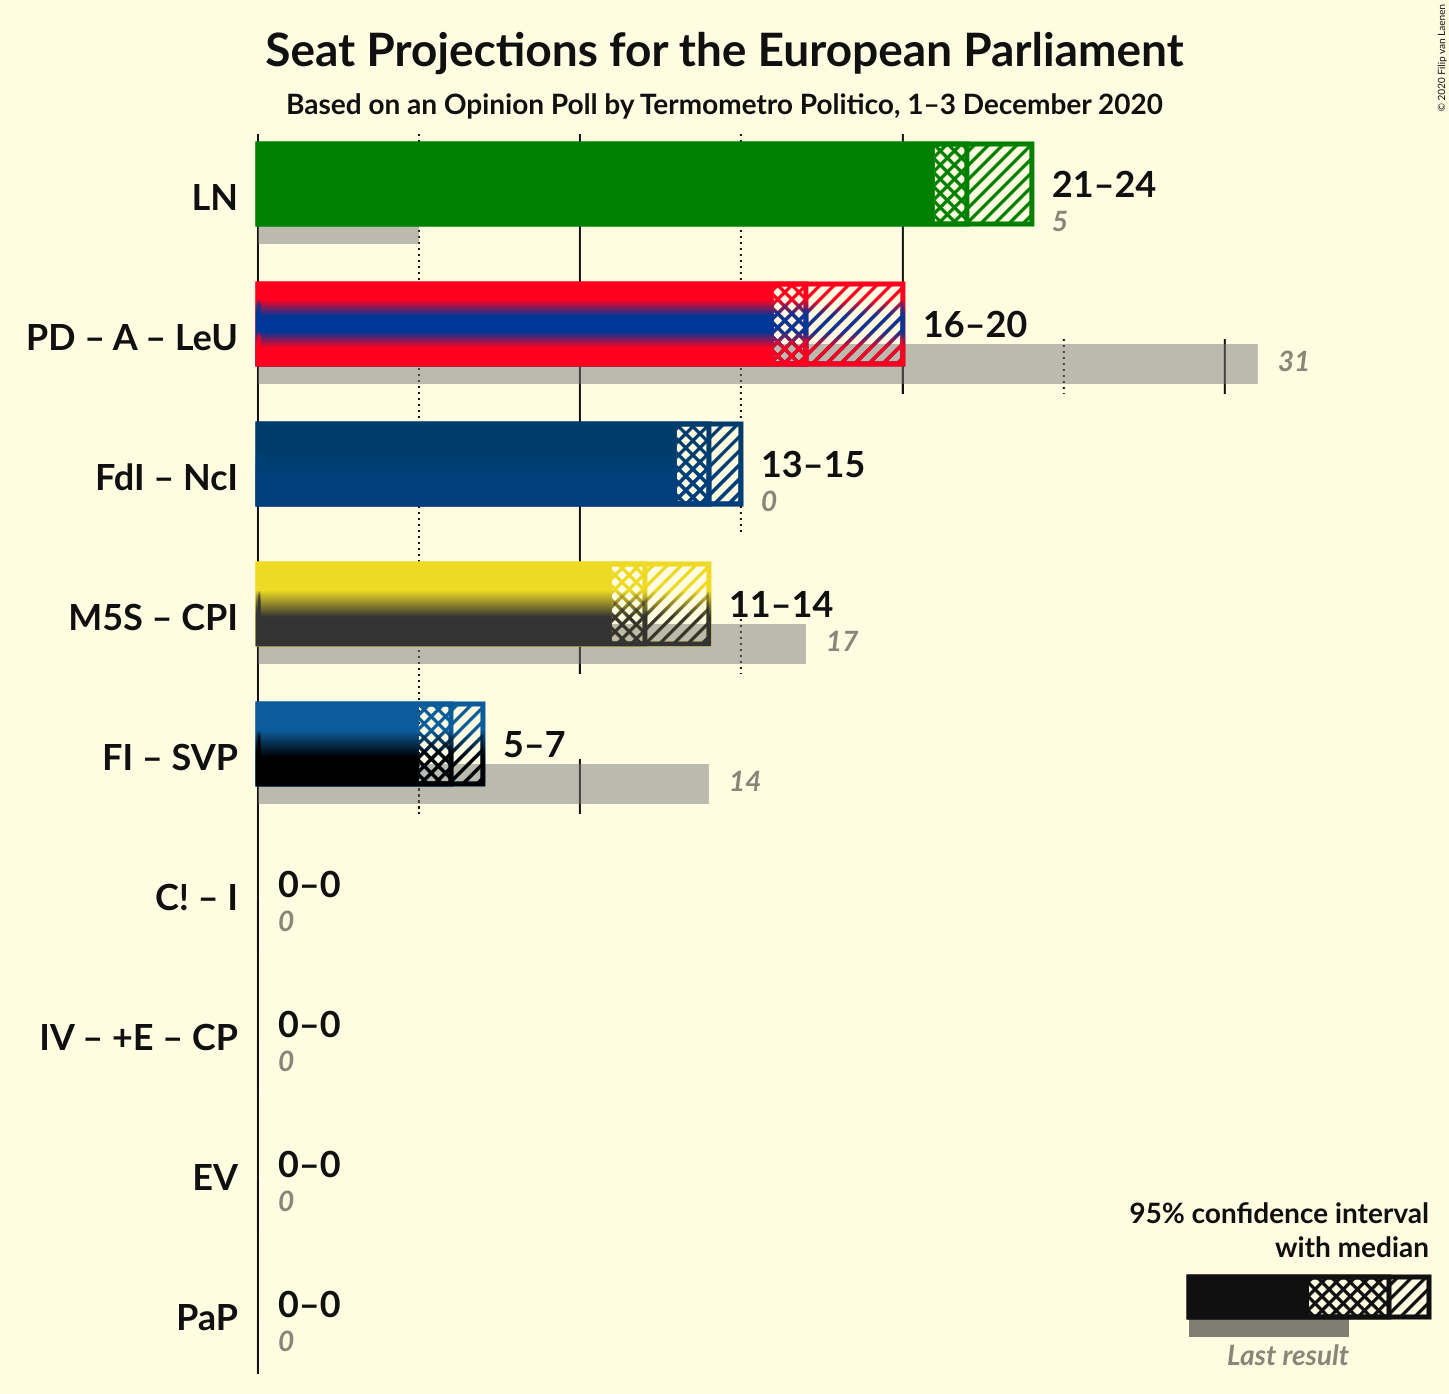 Seat Projections for the European Parliament
Based on an Opinion Poll by Termometro Politico, 1–3 December 2020
© 2020 Filip van Laenen
LN
21–24
5
PD – A – LeU
16–20
31
FdI – NcI
13–15
0
M5S – CPI
11–14
17
FI – SVP
5–7
14
C! – I
0–0
0
IV – +E – CP
0–0
0
EV
0–0
0
PaP
0–0
0
95% confidence interval
with median
Last result